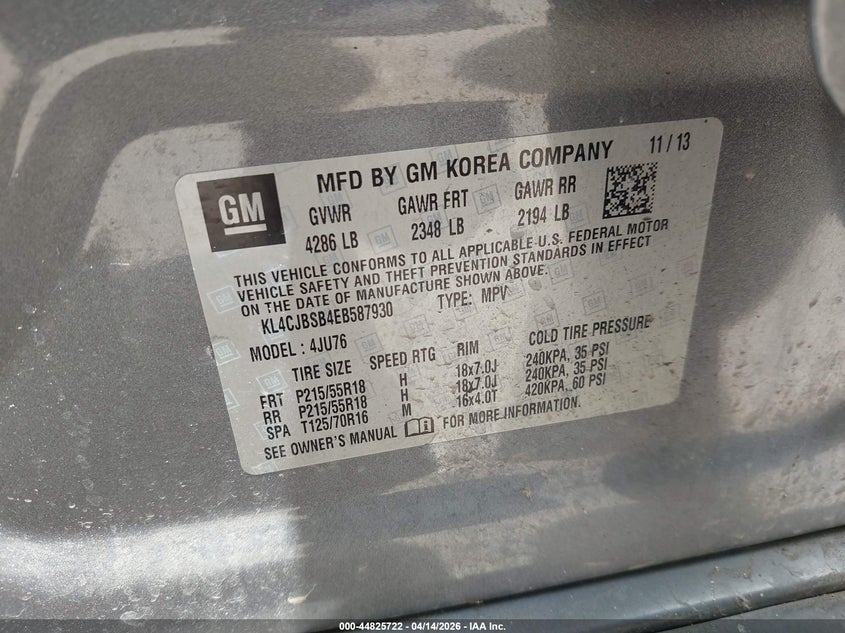 MFD BY GM KOREA COMPANY 11 / 13
GM
GVWR GAWR FRT GAWR RR
4286 LB 2348 LB 2194 LB
THIS VEHICLE CONFORMS TO ALL APPLICABLE U.S. FEDERAL MOTOR
VEHICLE SAFETY AND THEFT PREVENTION STANDARDS IN EFFECT
ON THE DATE OF MANUFACTURE SHOWN ABOVE.
KL4CJBSB4EB587930 TYPE: MPV
MODEL : 4JU76
TIRE SIZE SPEED RTG RIM COLD TIRE PRESSURE
FRT P215/55R18 H 18x7.0J 240KPA, 35 PSI
RR P215/55R18 H 18x7.0J 240KPA, 35 PSI
SPA T125/70R16 M 16x4.0T 420KPA, 60 PSI
SEE OWNER'S MANUAL FOR MORE INFORMATION.
000-44825722 - 04/14/2026 - IAA Inc.